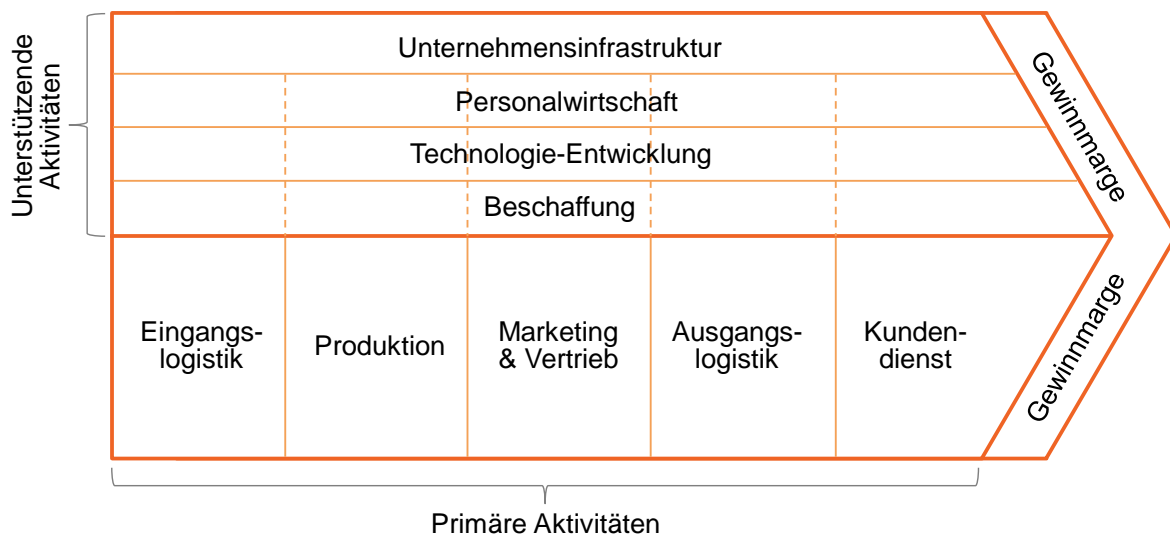 Unterstützende
Aktivitäten
Unternehmensinfrastruktur
Personalwirtschaft
Technologie-Entwicklung
Beschaffung
Gewinnmarge
Eingangs-
logistik
Produktion
Marketing
& Vertrieb
Ausgangs-
logistik
Kunden-
dienst
Gewinnmarge
Primäre Aktivitäten